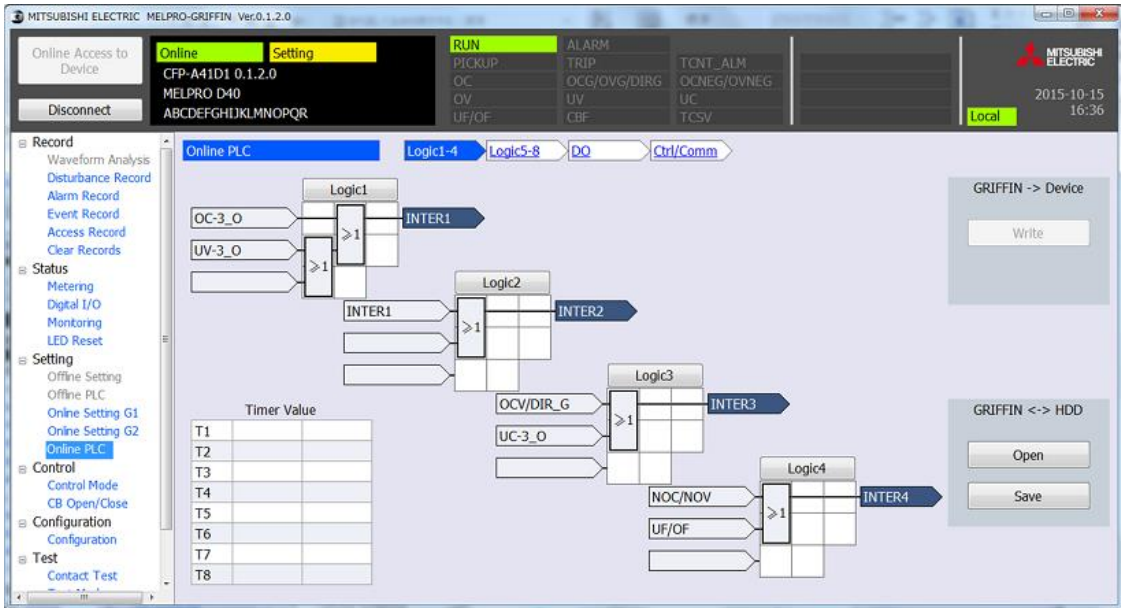 MITSUBISHI ELECTRIC MELPRO-GRIFFIN Ver.0.1.2.0
Online Access to
Device
Disconnect
Online Setting
CFP-A41D1 0.1.2.0
MELPRO D40
ABCDEFGHIJKLMNOPQR
RUN ALARM
PICKUP TRIP TCNT_ALM
OC OCG/OVG/DIRG OCNEG/OVNEG
OV UV UC
UF/OF CBF TCSV
MITSUBISHI
ELECTRIC
2015-10-15
16:36
Local
Record
Waveform Analysis
Disturbance Record
Alarm Record
Event Record
Access Record
Clear Records
Status
Metering
Digital I/O
Monitoring
LED Reset
Setting
Offline Setting
Offline PLC
Online Setting G1
Online Setting G2
Online PLC
Control
Control Mode
CB Open/Close
Configuration
Configuration
Test
Contact Test
Online PLC
Logic1-4 Logic5-8 DO Ctrl/Comm
Logic1
OC-3_O
UV-3_O
≥1
≥1
INTER1
Logic2
INTER1
≥1
INTER2
Logic3
OCV/DIR_G
UC-3_O
≥1
INTER3
Logic4
NOC/NOV
UF/OF
≥1
INTER4
Timer Value
T1
T2
T3
T4
T5
T6
T7
T8
GRIFFIN -> Device
Write
GRIFFIN <-> HDD
Open
Save